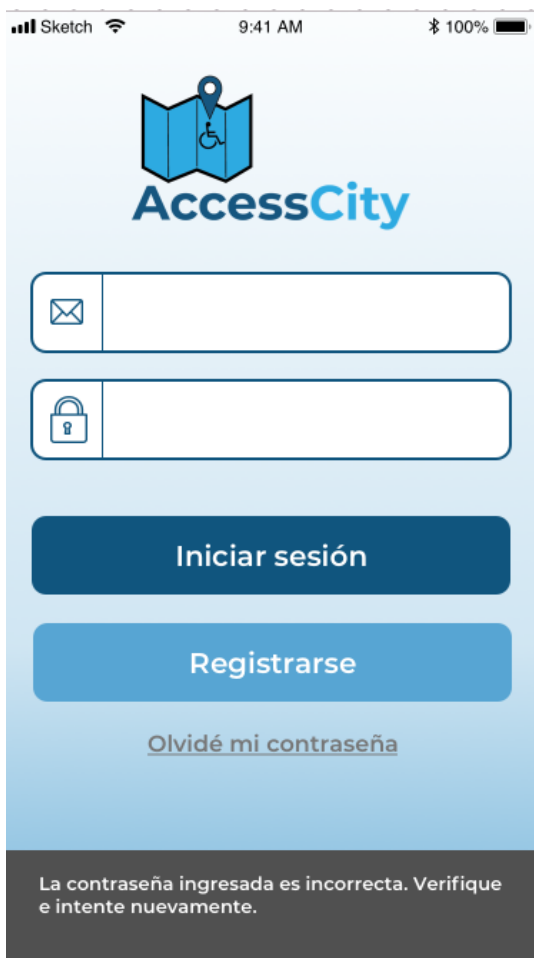 Sketch 9:41 AM 100%
AccessCity
Iniciar sesión
Registrarse
Olvidé mi contraseña
La contraseña ingresada es incorrecta. Verifique
e intente nuevamente.